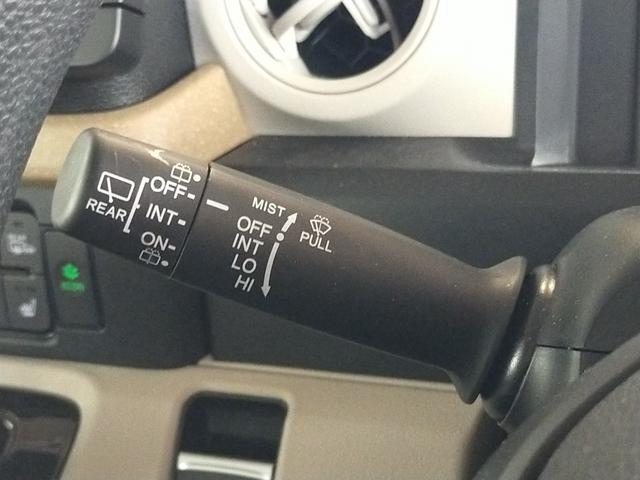 REAR
OFF
INT
ON
MIST
OFF
INT
LO
HI
PULL